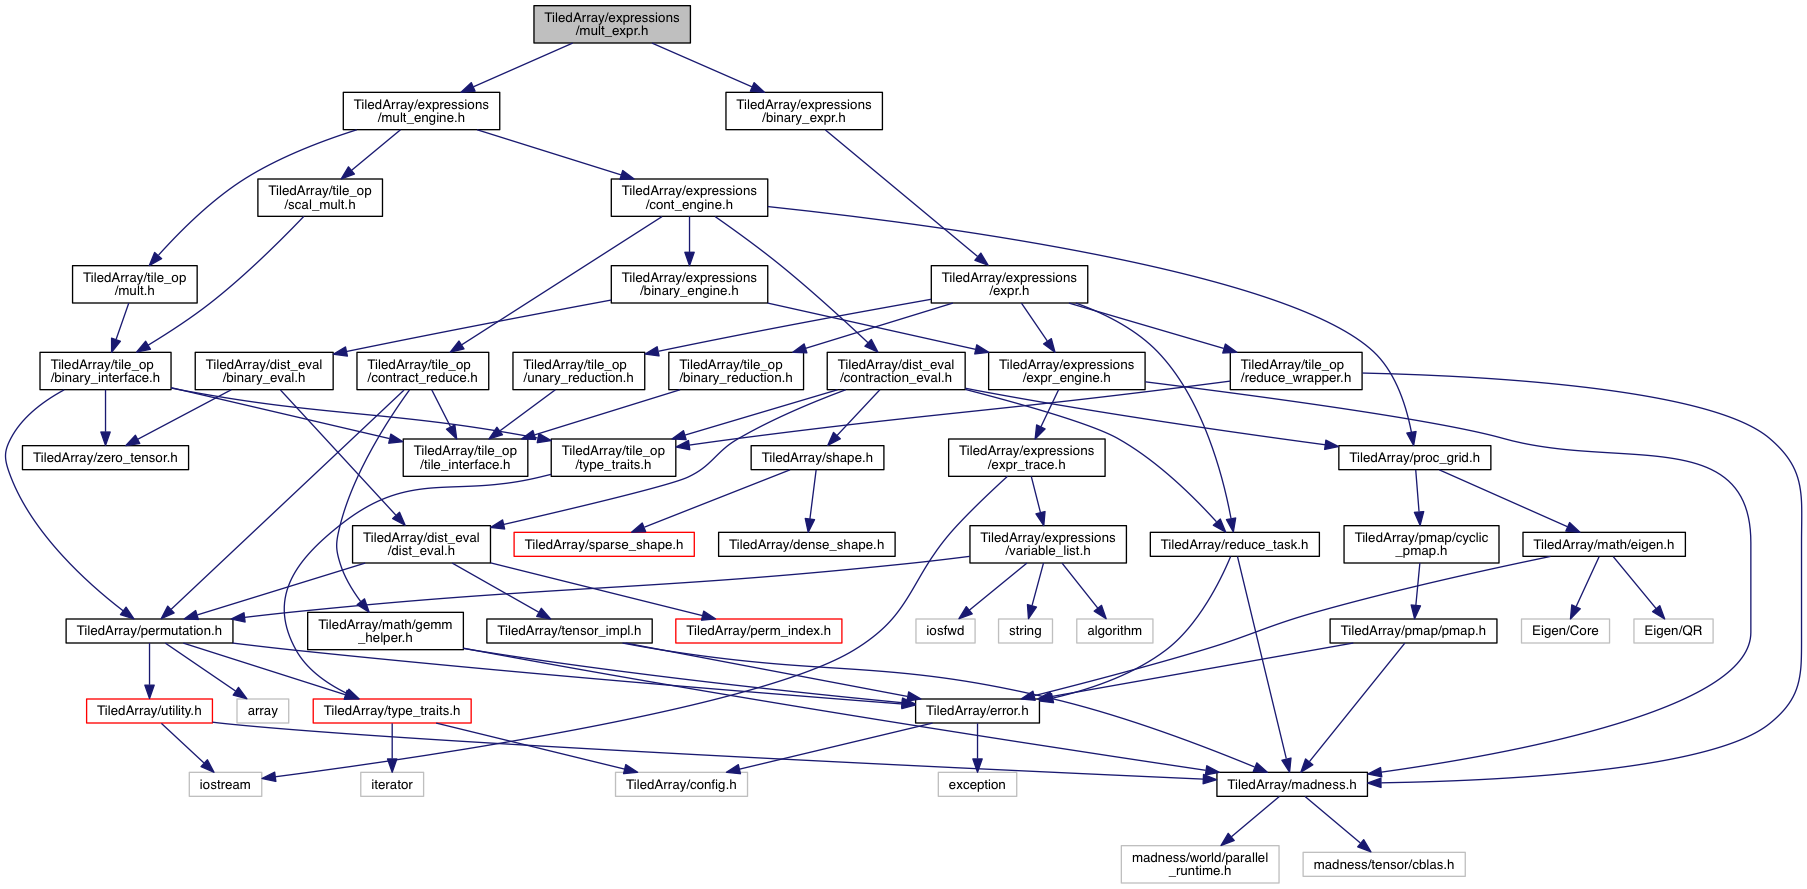 TiledArray/expressions
/mult_expr.h
TiledArray/expressions
/mult_engine.h
TiledArray/expressions
/binary_expr.h
TiledArray/tile_op
/scal_mult.h
TiledArray/expressions
/cont_engine.h
TiledArray/tile_op
/mult.h
TiledArray/expressions
/binary_engine.h
TiledArray/expressions
/expr.h
TiledArray/tile_op
/binary_interface.h
TiledArray/dist_eval
/binary_eval.h
TiledArray/tile_op
/contract_reduce.h
TiledArray/tile_op
/unary_reduction.h
TiledArray/tile_op
/binary_reduction.h
TiledArray/dist_eval
/contraction_eval.h
TiledArray/expressions
/expr_engine.h
TiledArray/tile_op
/reduce_wrapper.h
TiledArray/zero_tensor.h
TiledArray/tile_op
/tile_interface.h
TiledArray/tile_op
/type_traits.h
TiledArray/shape.h
TiledArray/expressions
/expr_trace.h
TiledArray/proc_grid.h
TiledArray/dist_eval
/dist_eval.h
TiledArray/sparse_shape.h
TiledArray/dense_shape.h
TiledArray/expressions
/variable_list.h
TiledArray/reduce_task.h
TiledArray/pmap/cyclic
_pmap.h
TiledArray/math/eigen.h
TiledArray/permutation.h
TiledArray/math/gemm
_helper.h
TiledArray/tensor_impl.h
TiledArray/perm_index.h
iosfwd
string
algorithm
TiledArray/pmap/pmap.h
Eigen/Core
Eigen/QR
TiledArray/utility.h
array
TiledArray/type_traits.h
TiledArray/error.h
iostream
iterator
TiledArray/config.h
exception
TiledArray/madness.h
madness/world/parallel
_runtime.h
madness/tensor/cblas.h